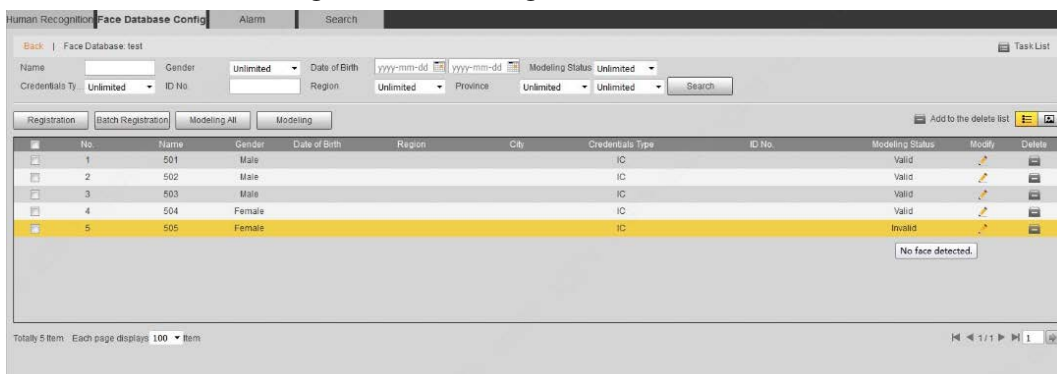 Human Recognition Face Database Config Alarm Search
Back | Face Database: test Task List
Name Gender Unlimited Date of Birth yyyy-mm-dd yyyy-mm-dd Modeling Status Unlimited
Credentials Ty... Unlimited ID No. Region Unlimited Province Unlimited Unlimited Search
Registration Batch Registration Modeling All Modeling Add to the delete list
No. Name Gender Date of Birth Region City Credentials Type ID No. Modeling Status Modify Delete
1 501 Male IC Valid
2 502 Male IC Valid
3 503 Male IC Valid
4 504 Female IC Valid
5 505 Female IC Invalid
No face detected.
Totally 5 Item Each page displays 100 Item 1/1 1